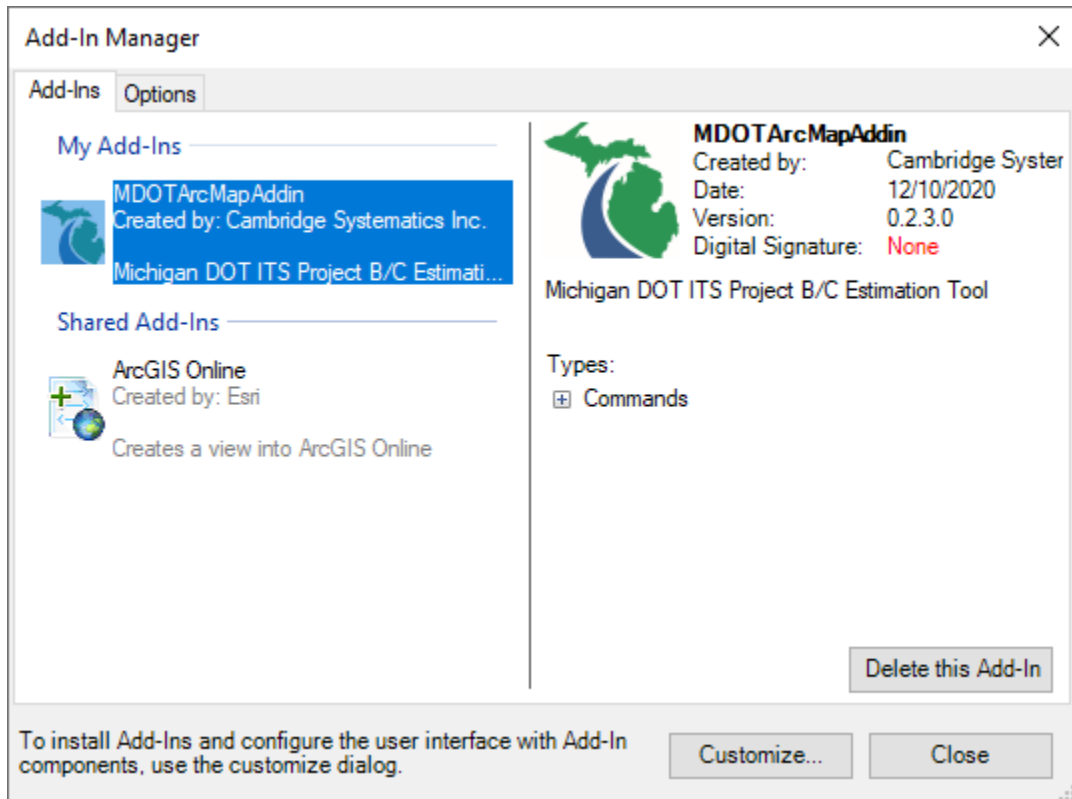 Add-In Manager
Add-Ins
Options
My Add-Ins
MDOTArcMapAddin
Created by: Cambridge Systematics Inc.
Michigan DOT ITS Project B/C Estimati...
Shared Add-Ins
ArcGIS Online
Created by: Esri
Creates a view into ArcGIS Online
MDOTArcMapAddin
Created by: Cambridge Syster
Date: 12/10/2020
Version: 0.2.3.0
Digital Signature: None
Michigan DOT ITS Project B/C Estimation Tool
Types:
Commands
Delete this Add-In
To install Add-Ins and configure the user interface with Add-In
components, use the customize dialog.
Customize...
Close